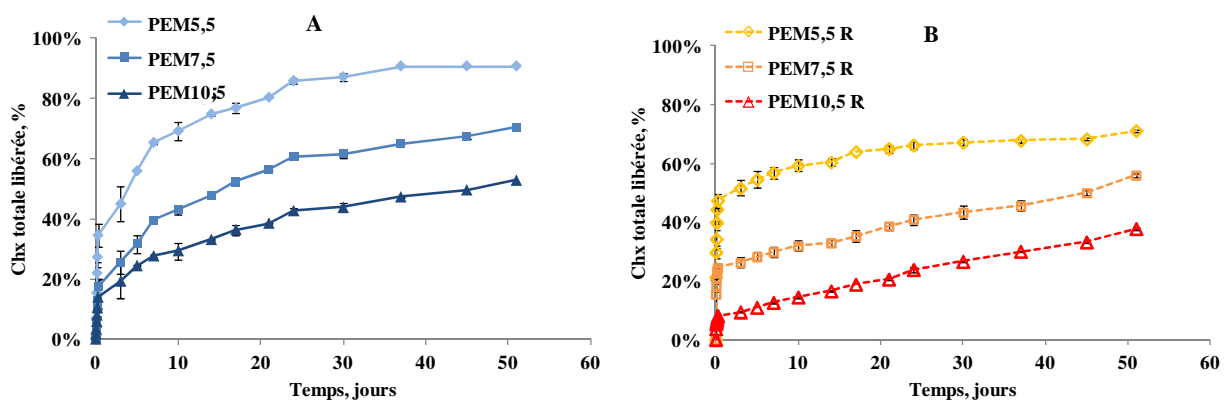 PEM5,5
PEM7,5
PEM10,5
A
Chx totale libérée, %
100%
80%
60%
40%
20%
0%
0
10
20
30
40
50
60
Temps, jours
PEM5,5 R
PEM7,5 R
PEM10,5 R
B
Chx totale libérée, %
100%
80%
60%
40%
20%
0%
0
10
20
30
40
50
60
Temps, jours